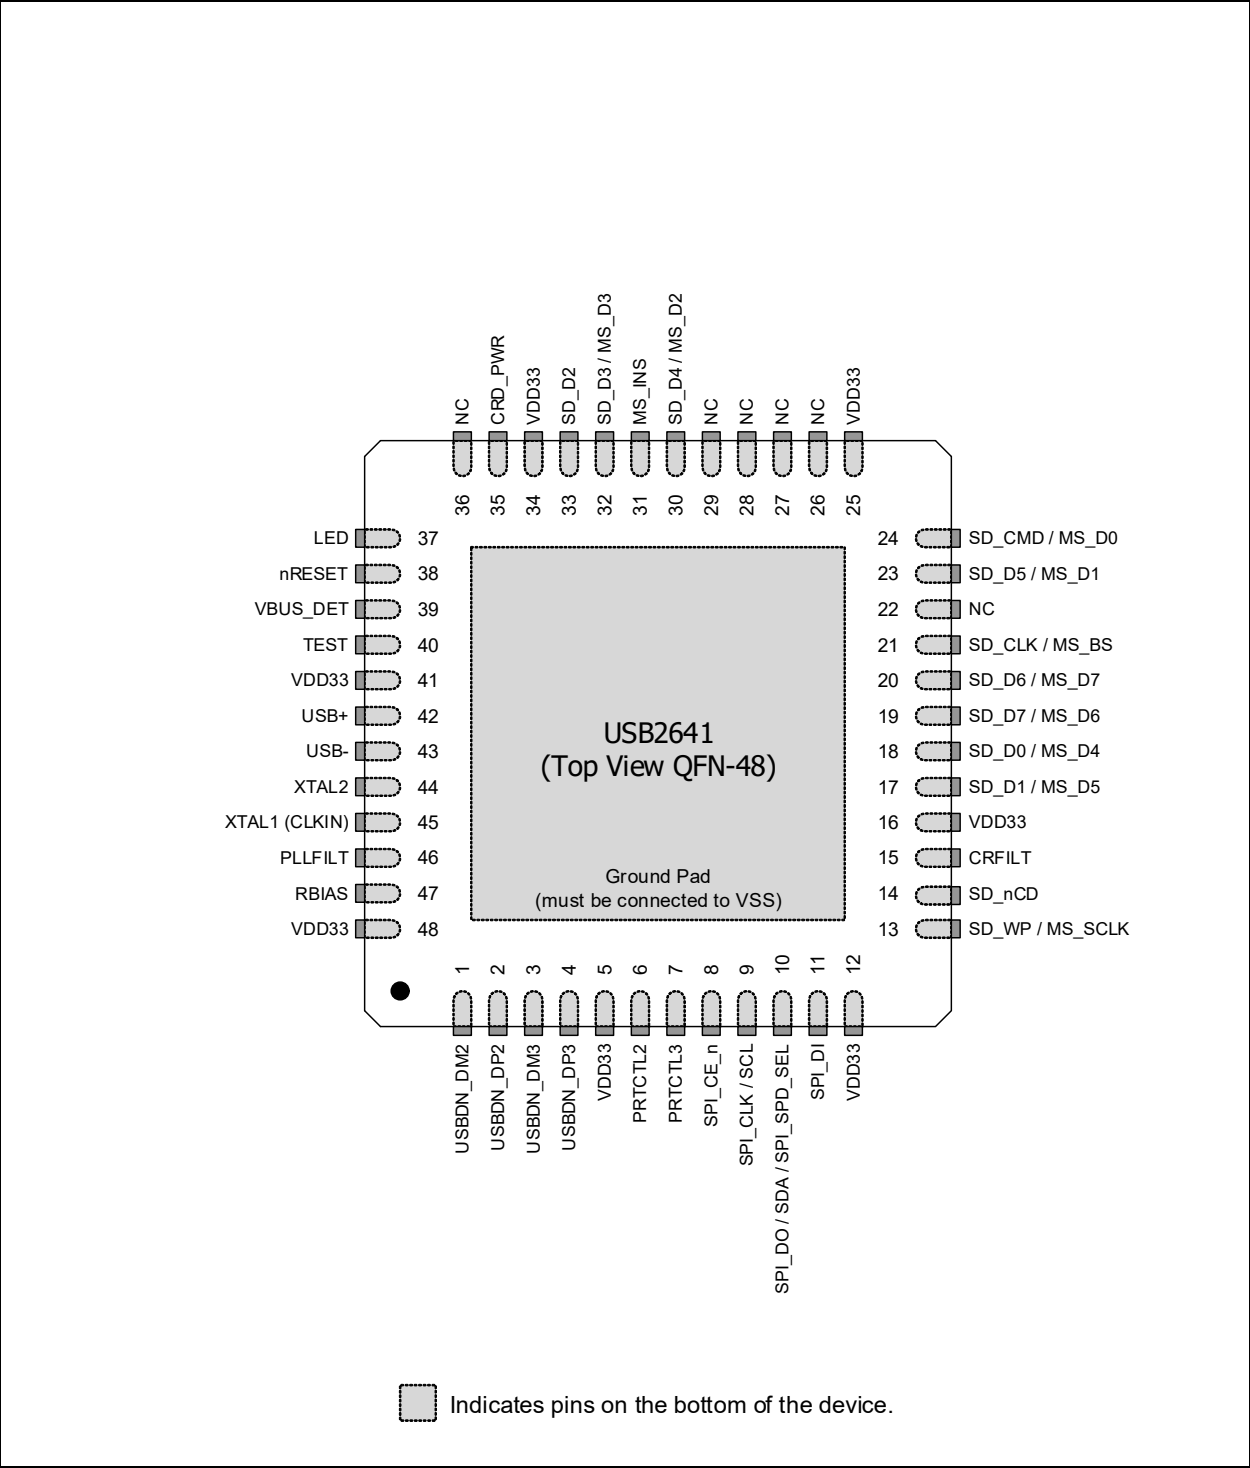 NC
CRD_PWR
VDD33
SD_D2
SD_D3 / MS_D3
MS_INS
SD_D4 / MS_D2
NC
NC
NC
NC
VDD33
36
35
34
33
32
31
30
29
28
27
26
25
LED 37
nRESET 38
VBUS_DET 39
TEST 40
VDD33 41
USB+ 42
USB- 43
XTAL2 44
XTAL1 (CLKIN) 45
PLLFILT 46
RBIAS 47
VDD33 48
USB2641
(Top View QFN-48)
Ground Pad
(must be connected to VSS)
24 SD_CMD / MS_D0
23 SD_D5 / MS_D1
22 NC
21 SD_CLK / MS_BS
20 SD_D6 / MS_D7
19 SD_D7 / MS_D6
18 SD_D0 / MS_D4
17 SD_D1 / MS_D5
16 VDD33
15 CRFILT
14 SD_nCD
13 SD_WP / MS_SCLK
1
2
3
4
5
6
7
8
9
10
11
12
USBDN_DM2
USBDN_DP2
USBDN_DM3
USBDN_DP3
VDD33
PRTCTL2
PRTCTL3
SPI_CE_n
SPI_CLK / SCL
SPI_DO / SDA / SPI_SPD_SEL
SPI_DI
VDD33
Indicates pins on the bottom of the device.